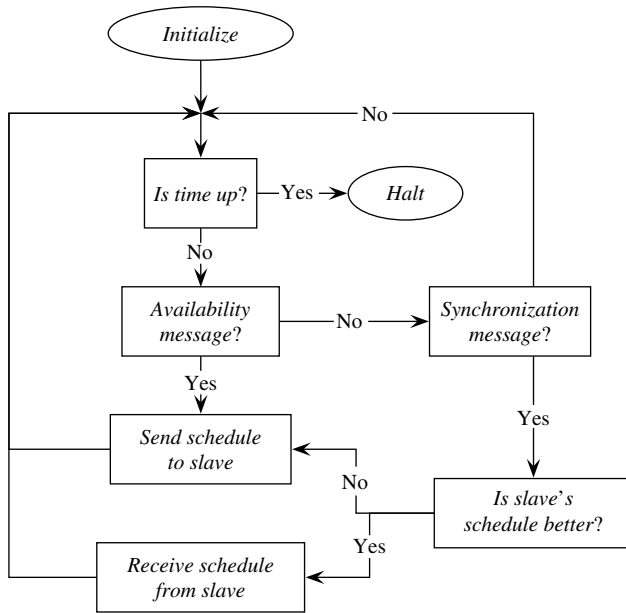 Initialize
No
Is time up?
Yes
Halt
No
Availability
message?
No
Synchronization
message?
Yes
Yes
Send schedule
to slave
No
Is slave's
schedule better?
Yes
Receive schedule
from slave